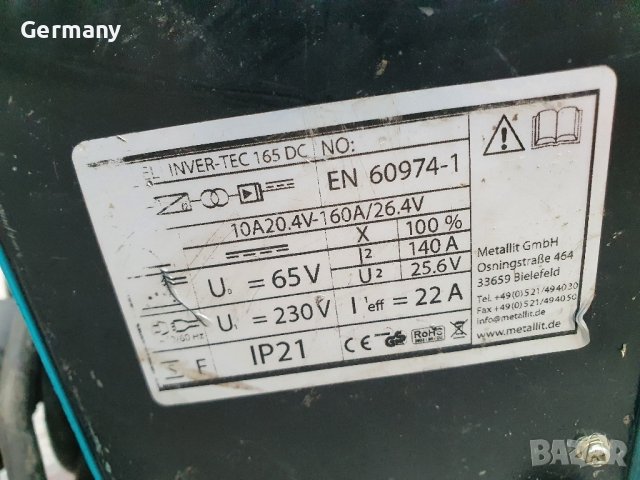 Germany
EL INVER-TEC 165 DC NO:
EN 60974-1
10A20.4V-160A/26.4V
X 100 %
I2 140 A
U2 25.6V
U0 = 65V
U1 = 230V
I1eff = 22 A
IP21
CE GS RoHS
Metallit GmbH
Osningstraße 464
33659 Bielefeld
Tel. +49(0)521/494030
Fax +49(0)521/494050
info@metallit.de
www.metallit.de
BAZAR